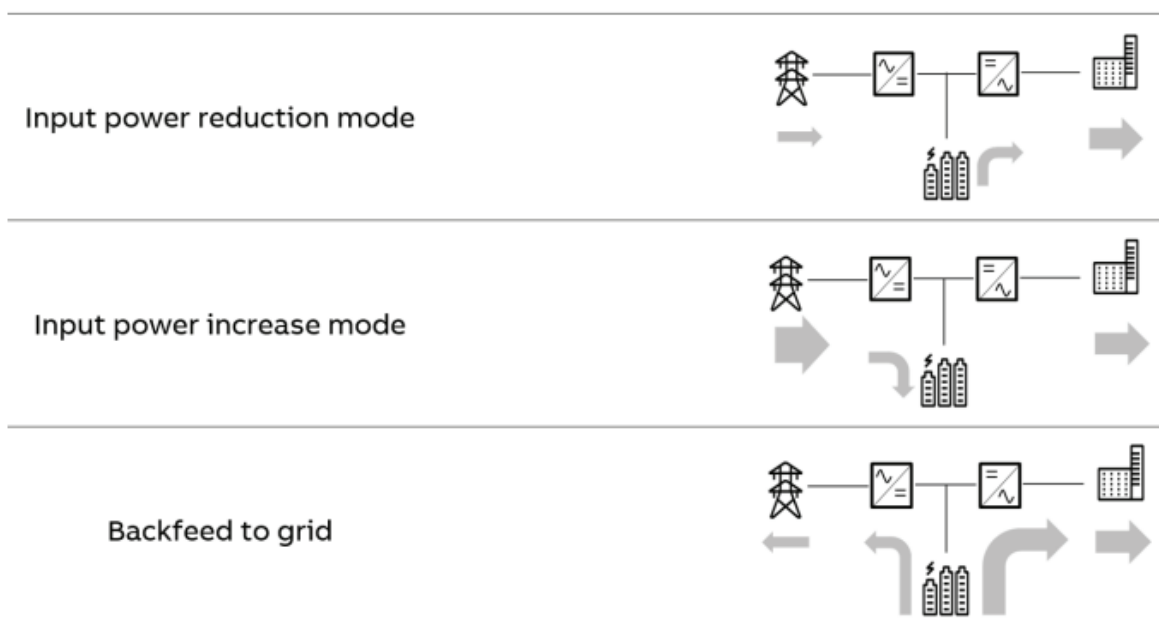 Input power reduction mode
Input power increase mode
Backfeed to grid